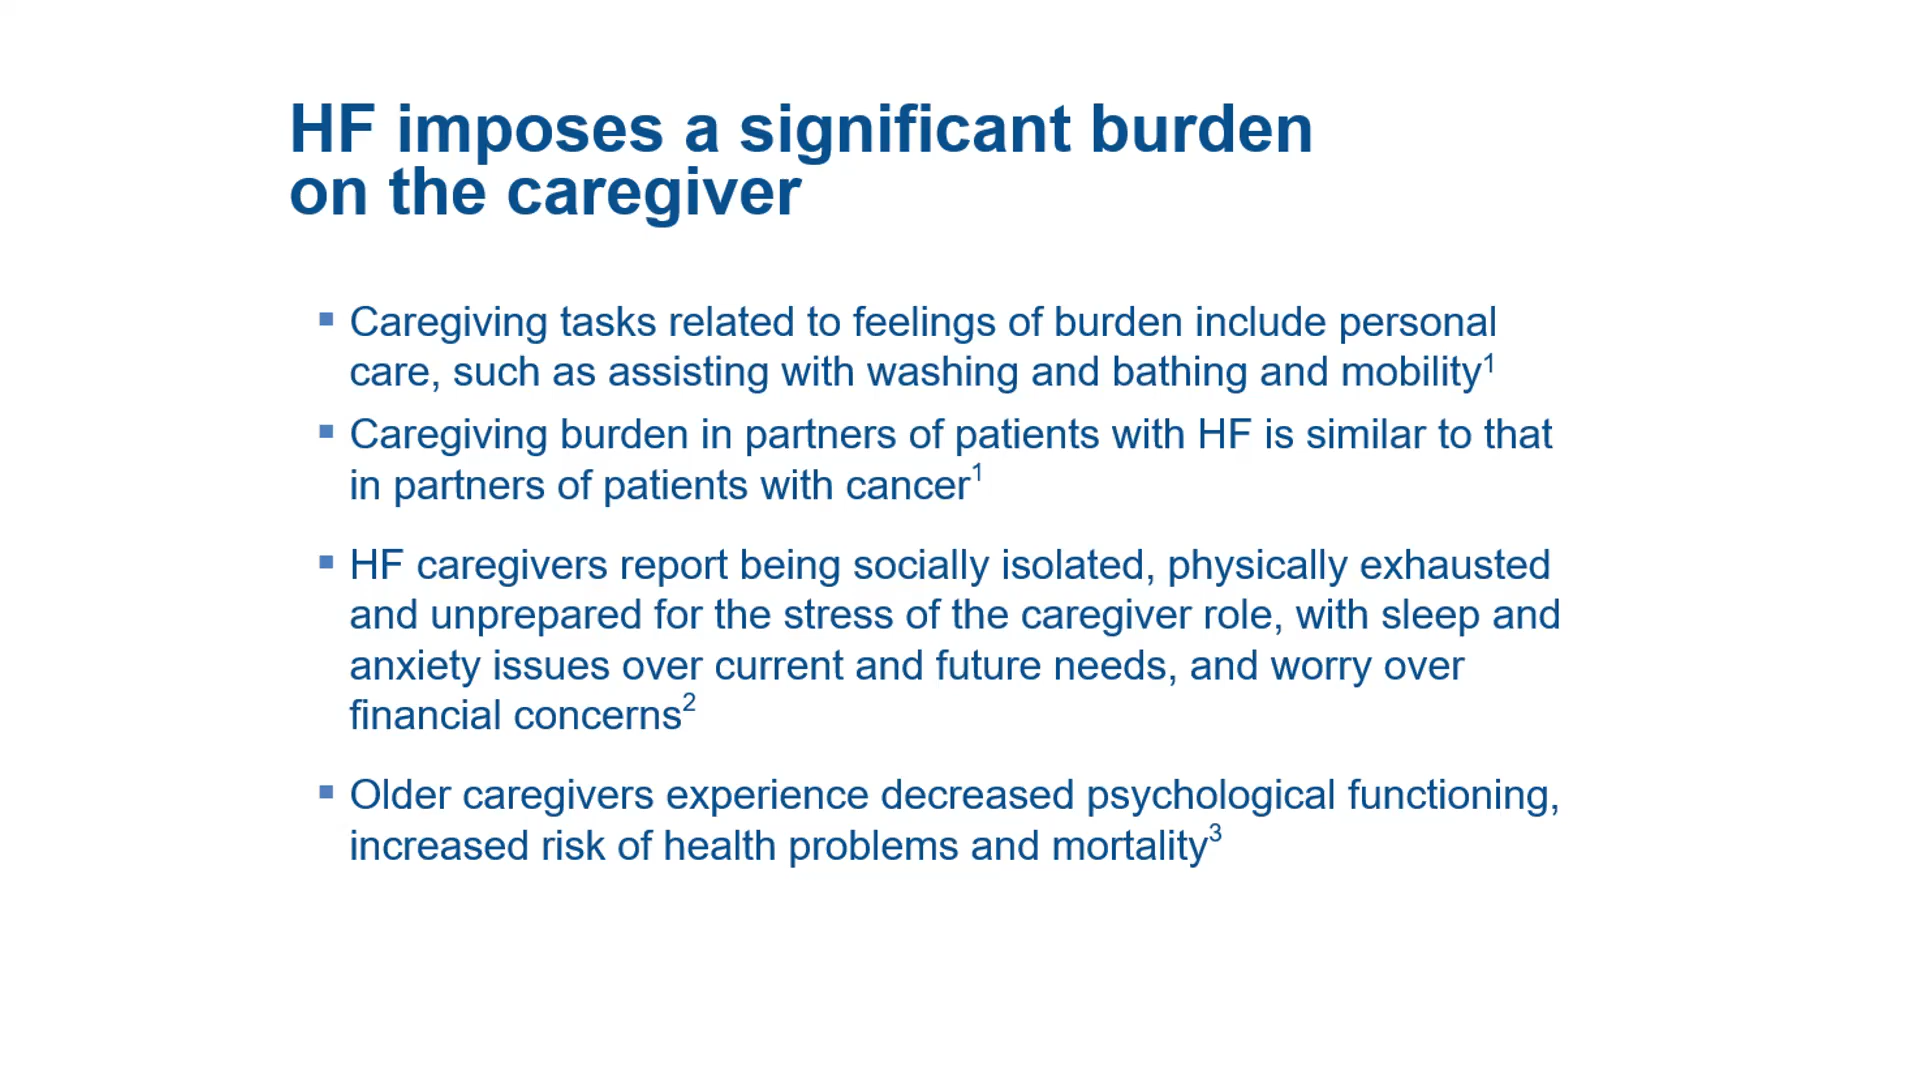 HF imposes a significant burden
on the caregiver
▪ Caregiving tasks related to feelings of burden include personal
care, such as assisting with washing and bathing and mobility¹
▪ Caregiving burden in partners of patients with HF is similar to that
in partners of patients with cancer¹
▪ HF caregivers report being socially isolated, physically exhausted
and unprepared for the stress of the caregiver role, with sleep and
anxiety issues over current and future needs, and worry over
financial concerns²
▪ Older caregivers experience decreased psychological functioning,
increased risk of health problems and mortality³